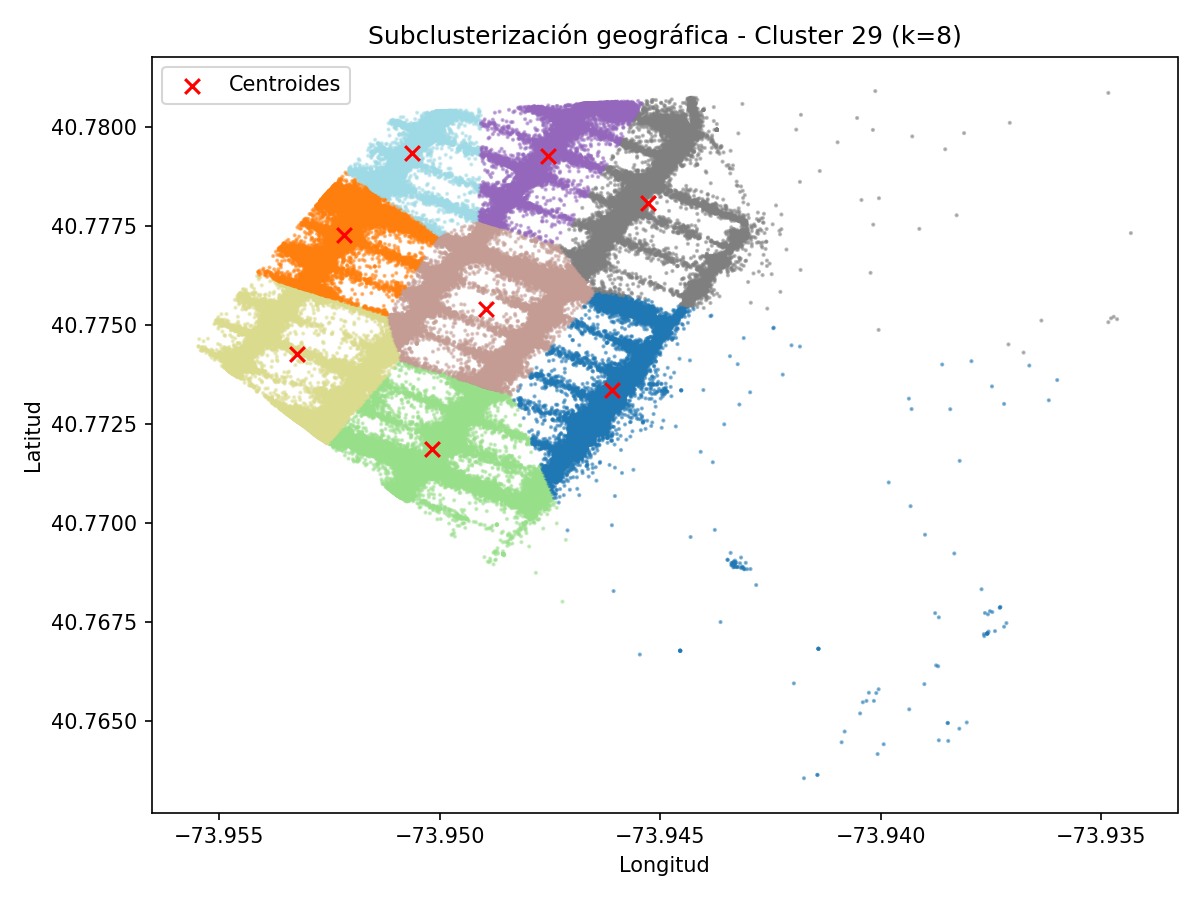 Subclusterización geográfica - Cluster 29 (k=8)
Centroides
40.7800
40.7775
40.7750
40.7725
40.7700
40.7675
40.7650
Latitud
−73.955 −73.950 −73.945 −73.940 −73.935
Longitud